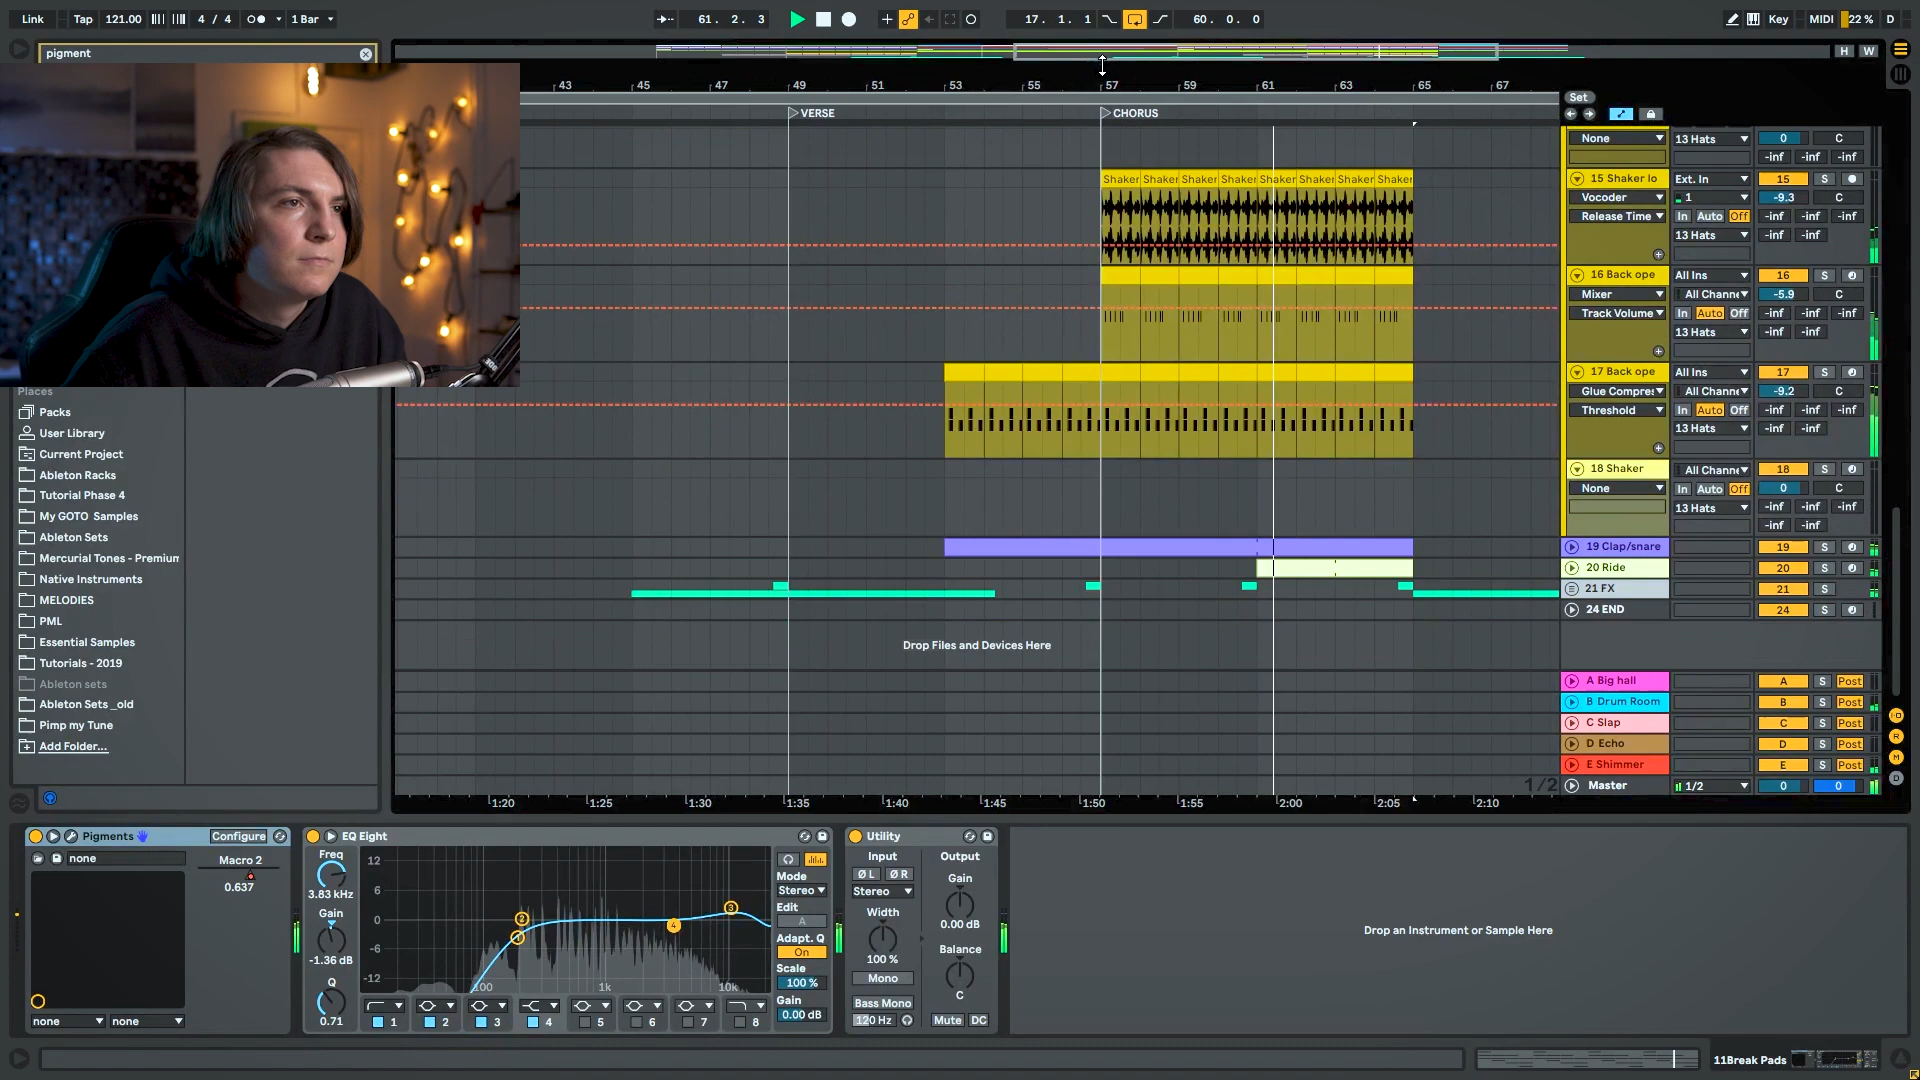 Link Tap 121.00 4 / 4 1 Bar 61. 2. 3 17. 1. 1 60. 0. 0 Key MIDI 22 % D
pigment
H W
43 45 47 49 51 53 55 57 59 61 63 65 67
Set
VERSE CHORUS
None 13 Hats 0 C
-inf -inf -inf
Shaker Shaker Shaker Shaker Shaker Shaker Shaker Shaker
15 Shaker lo Ext. In 15 S
Vocoder 1 -9.3 C
Release Time In Auto Off -inf -inf -inf
13 Hats -inf -inf
16 Back ope All Ins 16 S
Mixer All Channe -5.9 C
Track Volume In Auto Off -inf -inf -inf
13 Hats -inf -inf
17 Back ope All Ins 17 S
Glue Compres All Channe -9.2 C
Threshold In Auto Off -inf -inf -inf
13 Hats -inf -inf
18 Shaker All Channe 18 S
None In Auto Off 0 C
13 Hats -inf -inf -inf
-inf -inf
19 Clap/snare 19 S
20 Ride 20 S
21 FX 21 S
24 END 24 S
Drop Files and Devices Here
A Big hall A S Post
B Drum Room B S Post
C Slap C S Post
D Echo D S Post
E Shimmer E S Post
1/2
Master 1/2 0 0
1:20 1:25 1:30 1:35 1:40 1:45 1:50 1:55 2:00 2:05 2:10
Places
Packs
User Library
Current Project
Ableton Racks
Tutorial Phase 4
My GOTO Samples
Ableton Sets
Mercurial Tones - Premium
Native Instruments
MELODIES
PML
Essential Samples
Tutorials - 2019
Ableton sets
Ableton Sets _old
Pimp my Tune
Add Folder...
Pigments Configure
none
Macro 2
0.637
none none
EQ Eight
Freq
3.83 kHz
Gain
-1.36 dB
Q
0.71
12
6
0
-6
-12
100 1k 10k
1 2 3 4
1 2 3 4 5 6 7 8
Mode
Stereo
Edit
A
Adapt. Q
On
Scale
100 %
Gain
0.00 dB
Utility
Input Output
Ø L Ø R Gain
Stereo
Width 0.00 dB
Balance
100 %
Mono
C
Bass Mono
120 Hz Mute DC
Drop an Instrument or Sample Here
11Break Pads